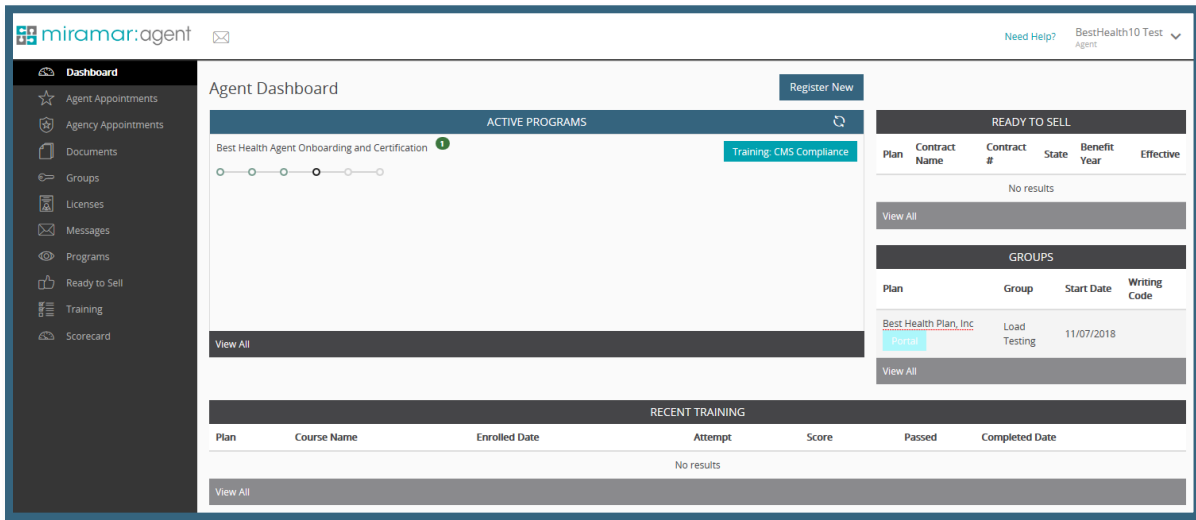 miramar:agent
Need Help?
BestHealth10 Test
Agent
Dashboard
Agent Appointments
Agency Appointments
Documents
Groups
Licenses
Messages
Programs
Ready to Sell
Training
Scorecard
Agent Dashboard
Register New
ACTIVE PROGRAMS
Best Health Agent Onboarding and Certification 1
Training: CMS Compliance
View All
READY TO SELL
Plan Contract Name Contract # State Benefit Year Effective
No results
View All
GROUPS
Plan Group Start Date Writing Code
Best Health Plan, Inc
Portal
Load Testing
11/07/2018
View All
RECENT TRAINING
Plan Course Name Enrolled Date Attempt Score Passed Completed Date
No results
View All